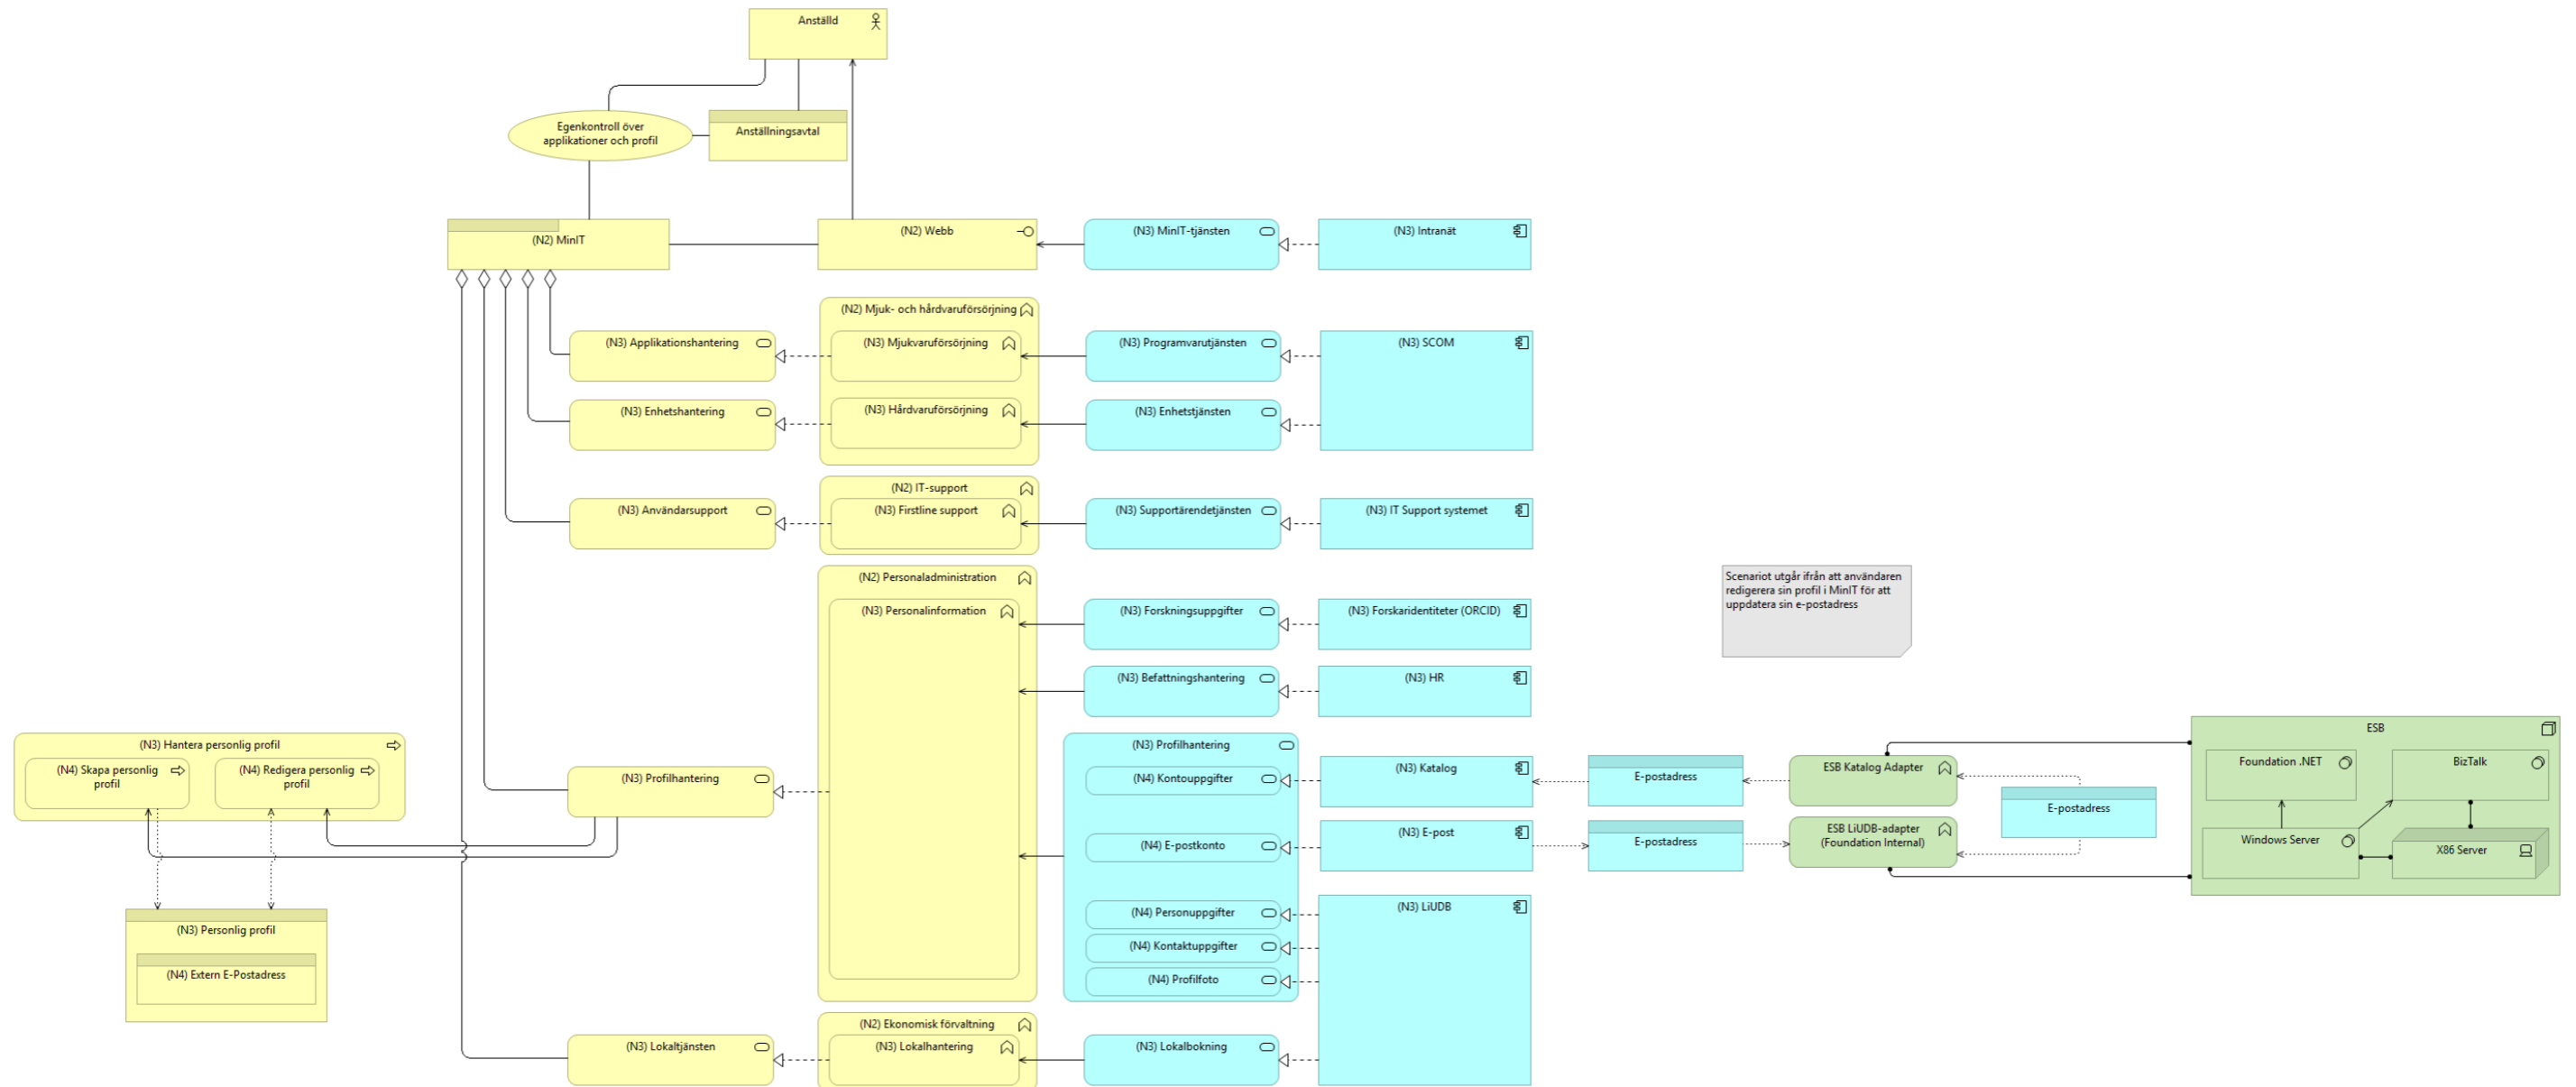 Anställd
Egenkontroll över
applikationer och profil
Anställningsavtal
(N2) MinIT
(N2) Webb
(N3) MinIT-tjänsten
(N3) Intranät
(N2) Mjuk- och hårdvaruförsörjning
(N3) Applikationshantering
(N3) Mjukvaruförsörjning
(N3) Programvarutjänsten
(N3) SCOM
(N3) Enhetshantering
(N3) Hårdvaruförsörjning
(N3) Enhetstjänsten
(N2) IT-support
(N3) Användarsupport
(N3) Firstline support
(N3) Supportärendetjänsten
(N3) IT Support systemet
(N2) Personaladministration
(N3) Personalinformation
(N3) Forskningsuppgifter
(N3) Forskaridentiteter (ORCID)
Scenariot utgår ifrån att användaren
redigerera sin profil i MinIT för att
uppdatera sin e-postadress
(N3) Befattningshantering
(N3) HR
(N3) Hantera personlig profil
(N4) Skapa personlig
profil
(N4) Redigera personlig
profil
(N3) Profilhantering
(N3) Profilhantering
(N4) Kontouppgifter
(N3) Katalog
E-postadress
ESB Katalog Adapter
E-postadress
ESB
Foundation .NET
BizTalk
(N4) E-postkonto
(N3) E-post
E-postadress
ESB LiUDB-adapter
(Foundation Internal)
Windows Server
X86 Server
(N3) Personlig profil
(N4) Extern E-Postadress
(N4) Personuppgifter
(N3) LiUDB
(N4) Kontaktuppgifter
(N4) Profilfoto
(N2) Ekonomisk förvaltning
(N3) Lokaltjänsten
(N3) Lokalhantering
(N3) Lokalbokning